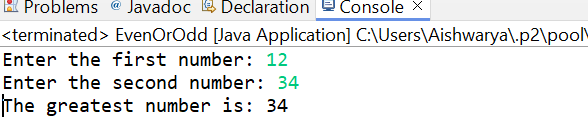 Problems @ Javadoc Declaration Console ×
<terminated> EvenOrOdd [Java Application] C:\Users\Aishwarya\.p2\pool\
Enter the first number: 12
Enter the second number: 34
The greatest number is: 34